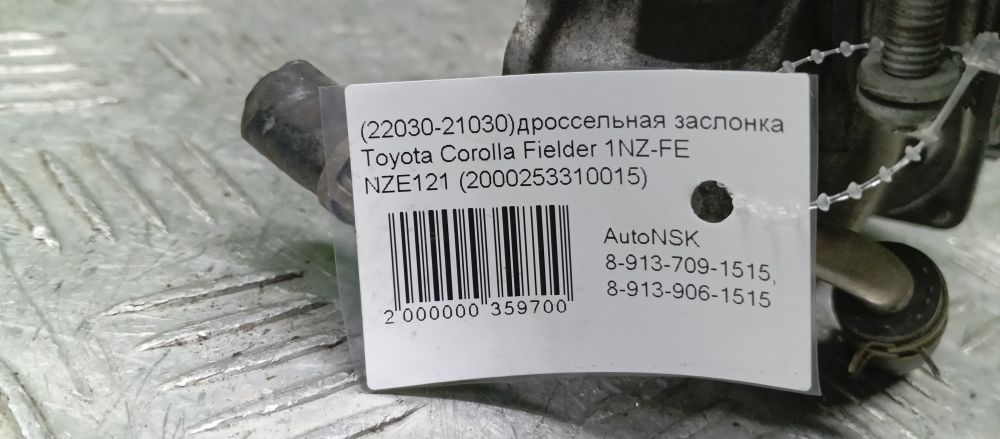 (22030-21030)дроссельная заслонка
Toyota Corolla Fielder 1NZ-FE
NZE121 (2000253310015)
AutoNSK
8-913-709-1515,
8-913-906-1515
2 000000 359700